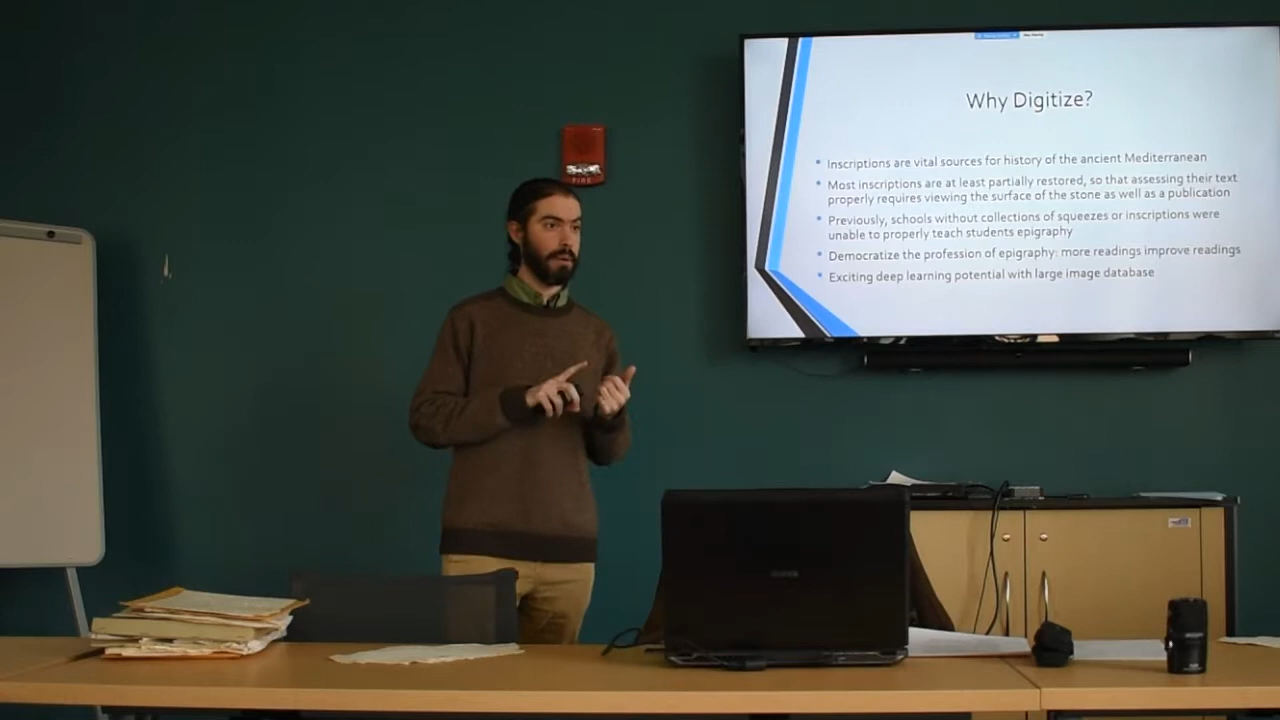 Why Digitize?
Inscriptions are vital sources for history of the ancient Mediterranean
Most inscriptions are at least partially restored, so that assessing their text
properly requires viewing the surface of the stone as well as a publication
Previously, schools without collections of squeezes or inscriptions were
unable to properly teach students epigraphy
Democratize the profession of epigraphy: more readings improve readings
Exciting deep learning potential with large image database
FIRE